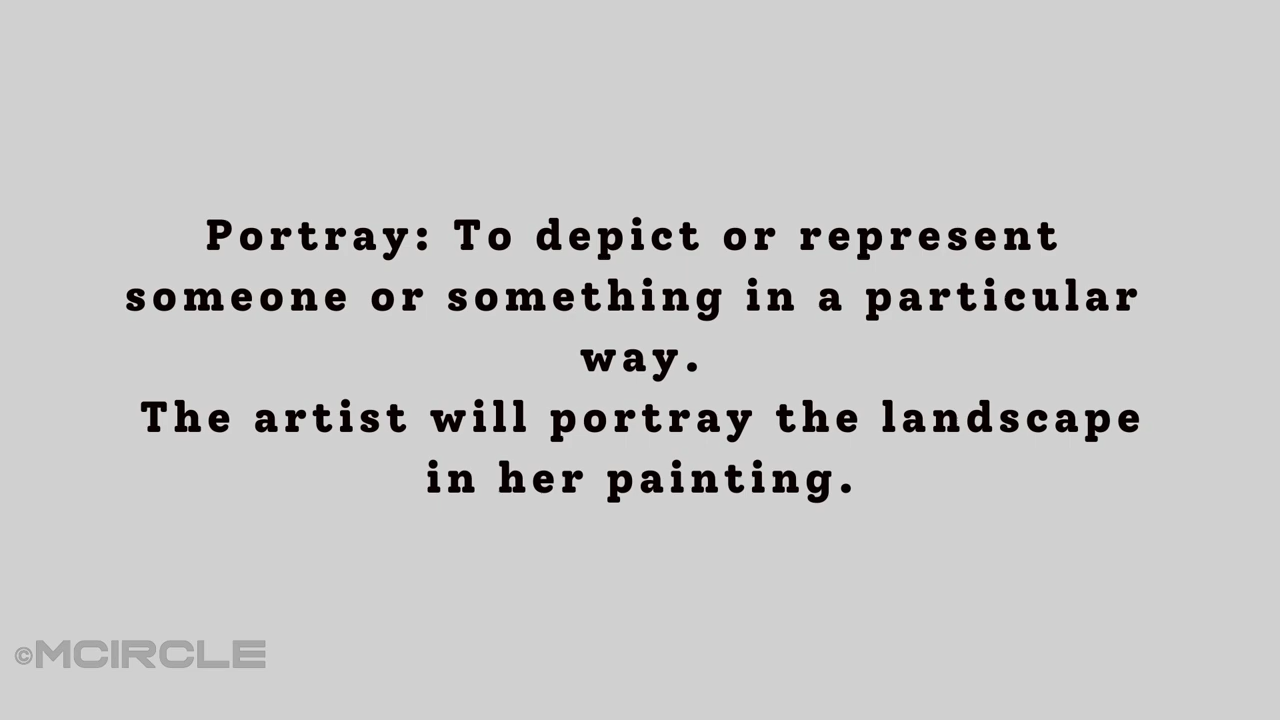 Portray: To depict or represent
someone or something in a particular
way.
The artist will portray the landscape
in her painting.
©MCIRCLE